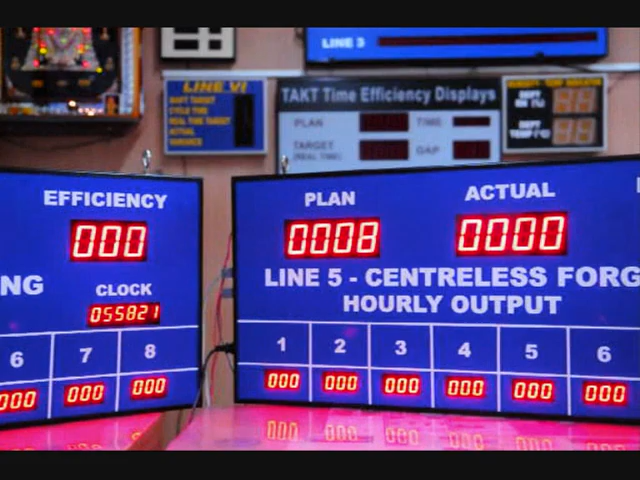 LINE 3
LINE VI
TAKT Time Efficiency Displays
PLAN
TIME
TARGET
(REAL TIME)
GAP
EFFICIENCY
000
NG
CLOCK
055821
6 7 8
000 000 000
PLAN
ACTUAL
0008
0000
LINE 5 - CENTRELESS FORG
HOURLY OUTPUT
1 2 3 4 5 6
000 000 000 000 000 000